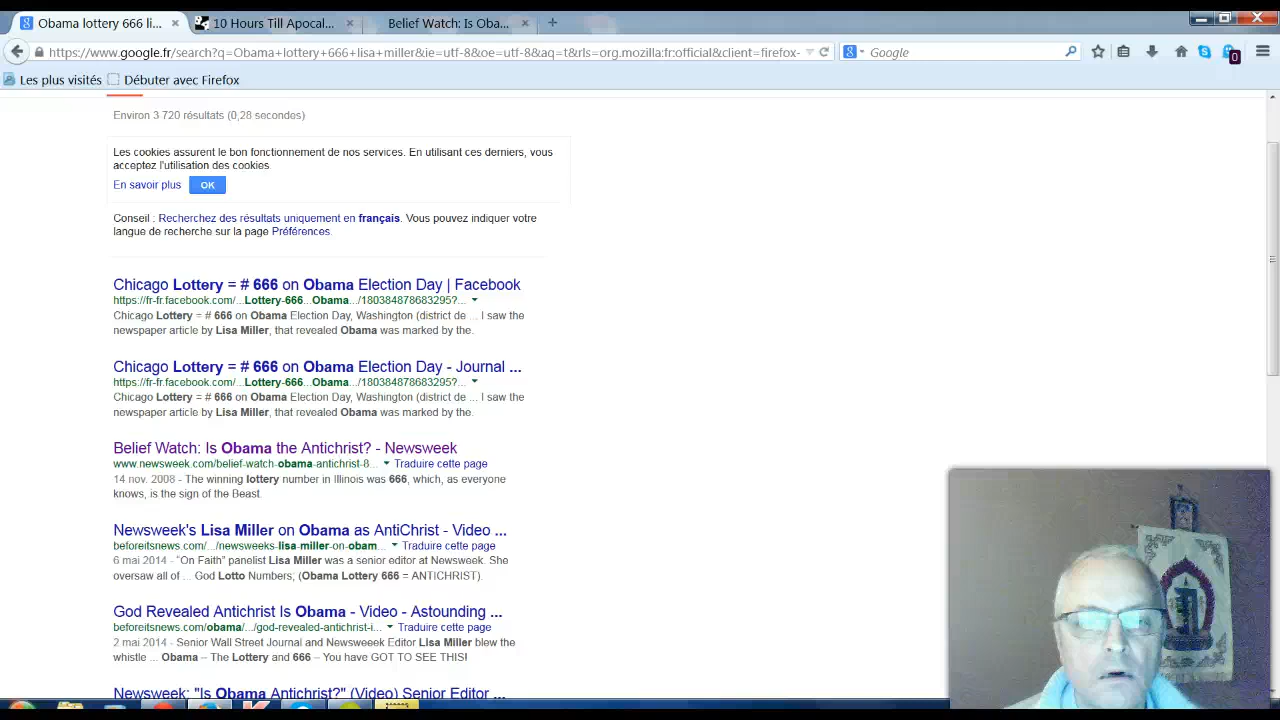 Obama lottery 666 li...
10 Hours Till Apocal...
Belief Watch: Is Oba...
https://www.google.fr/search?q=Obama+lottery+666+lisa+miller&ie=utf-8&oe=utf-8&aq=t&rls=org.mozilla:fr:official&client=firefox-
Google
0
Les plus visités
Débuter avec Firefox
Environ 3 720 résultats (0,28 secondes)
Les cookies assurent le bon fonctionnement de nos services. En utilisant ces derniers, vous
acceptez l'utilisation des cookies.
En savoir plus OK
Conseil : Recherchez des résultats uniquement en français. Vous pouvez indiquer votre
langue de recherche sur la page Préférences.
Chicago Lottery = # 666 on Obama Election Day | Facebook
https://fr-fr.facebook.com/...Lottery-666...Obama.../180384878683295?...
Chicago Lottery = # 666 on Obama Election Day, Washington (district de ... I saw the
newspaper article by Lisa Miller, that revealed Obama was marked by the.
Chicago Lottery = # 666 on Obama Election Day - Journal ...
https://fr-fr.facebook.com/...Lottery-666...Obama.../180384878683295?...
Chicago Lottery = # 666 on Obama Election Day, Washington (district de ... I saw the
newspaper article by Lisa Miller, that revealed Obama was marked by the.
Belief Watch: Is Obama the Antichrist? - Newsweek
www.newsweek.com/belief-watch-obama-antichrist-8... Traduire cette page
14 nov. 2008 - The winning lottery number in Illinois was 666, which, as everyone
knows, is the sign of the Beast.
Newsweek's Lisa Miller on Obama as AntiChrist - Video ...
beforeitsnews.com/.../newsweeks-lisa-miller-on-obam... Traduire cette page
6 mai 2014 - “On Faith” panelist Lisa Miller was a senior editor at Newsweek. She
oversaw all of ... God Lotto Numbers; (Obama Lottery 666 = ANTICHRIST).
God Revealed Antichrist Is Obama - Video - Astounding ...
beforeitsnews.com/obama/.../god-revealed-antichrist-i... Traduire cette page
2 mai 2014 - Senior Wall Street Journal and Newsweeek Editor Lisa Miller blew the
whistle ... Obama -- The Lottery and 666 -- You have GOT TO SEE THIS!
Newsweek: "Is Obama Antichrist?" (Video) Senior Editor ...